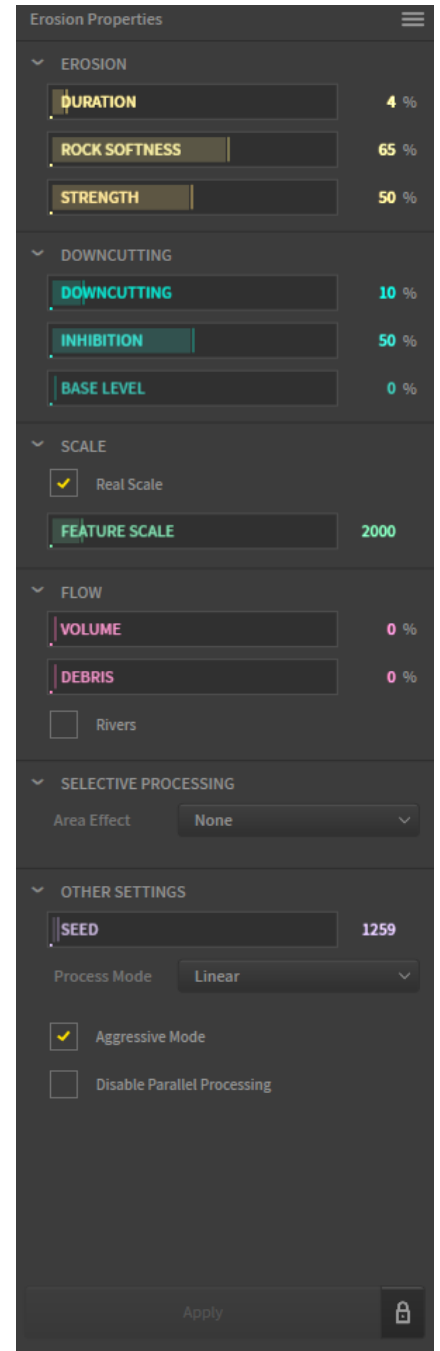 Erosion Properties
EROSION
DURATION 4 %
ROCK SOFTNESS 65 %
STRENGTH 50 %
DOWNCUTTING
DOWNCUTTING 10 %
INHIBITION 50 %
BASE LEVEL 0 %
SCALE
Real Scale
FEATURE SCALE 2000
FLOW
VOLUME 0 %
DEBRIS 0 %
Rivers
SELECTIVE PROCESSING
Area Effect None
OTHER SETTINGS
SEED 1259
Process Mode Linear
Aggressive Mode
Disable Parallel Processing
Apply